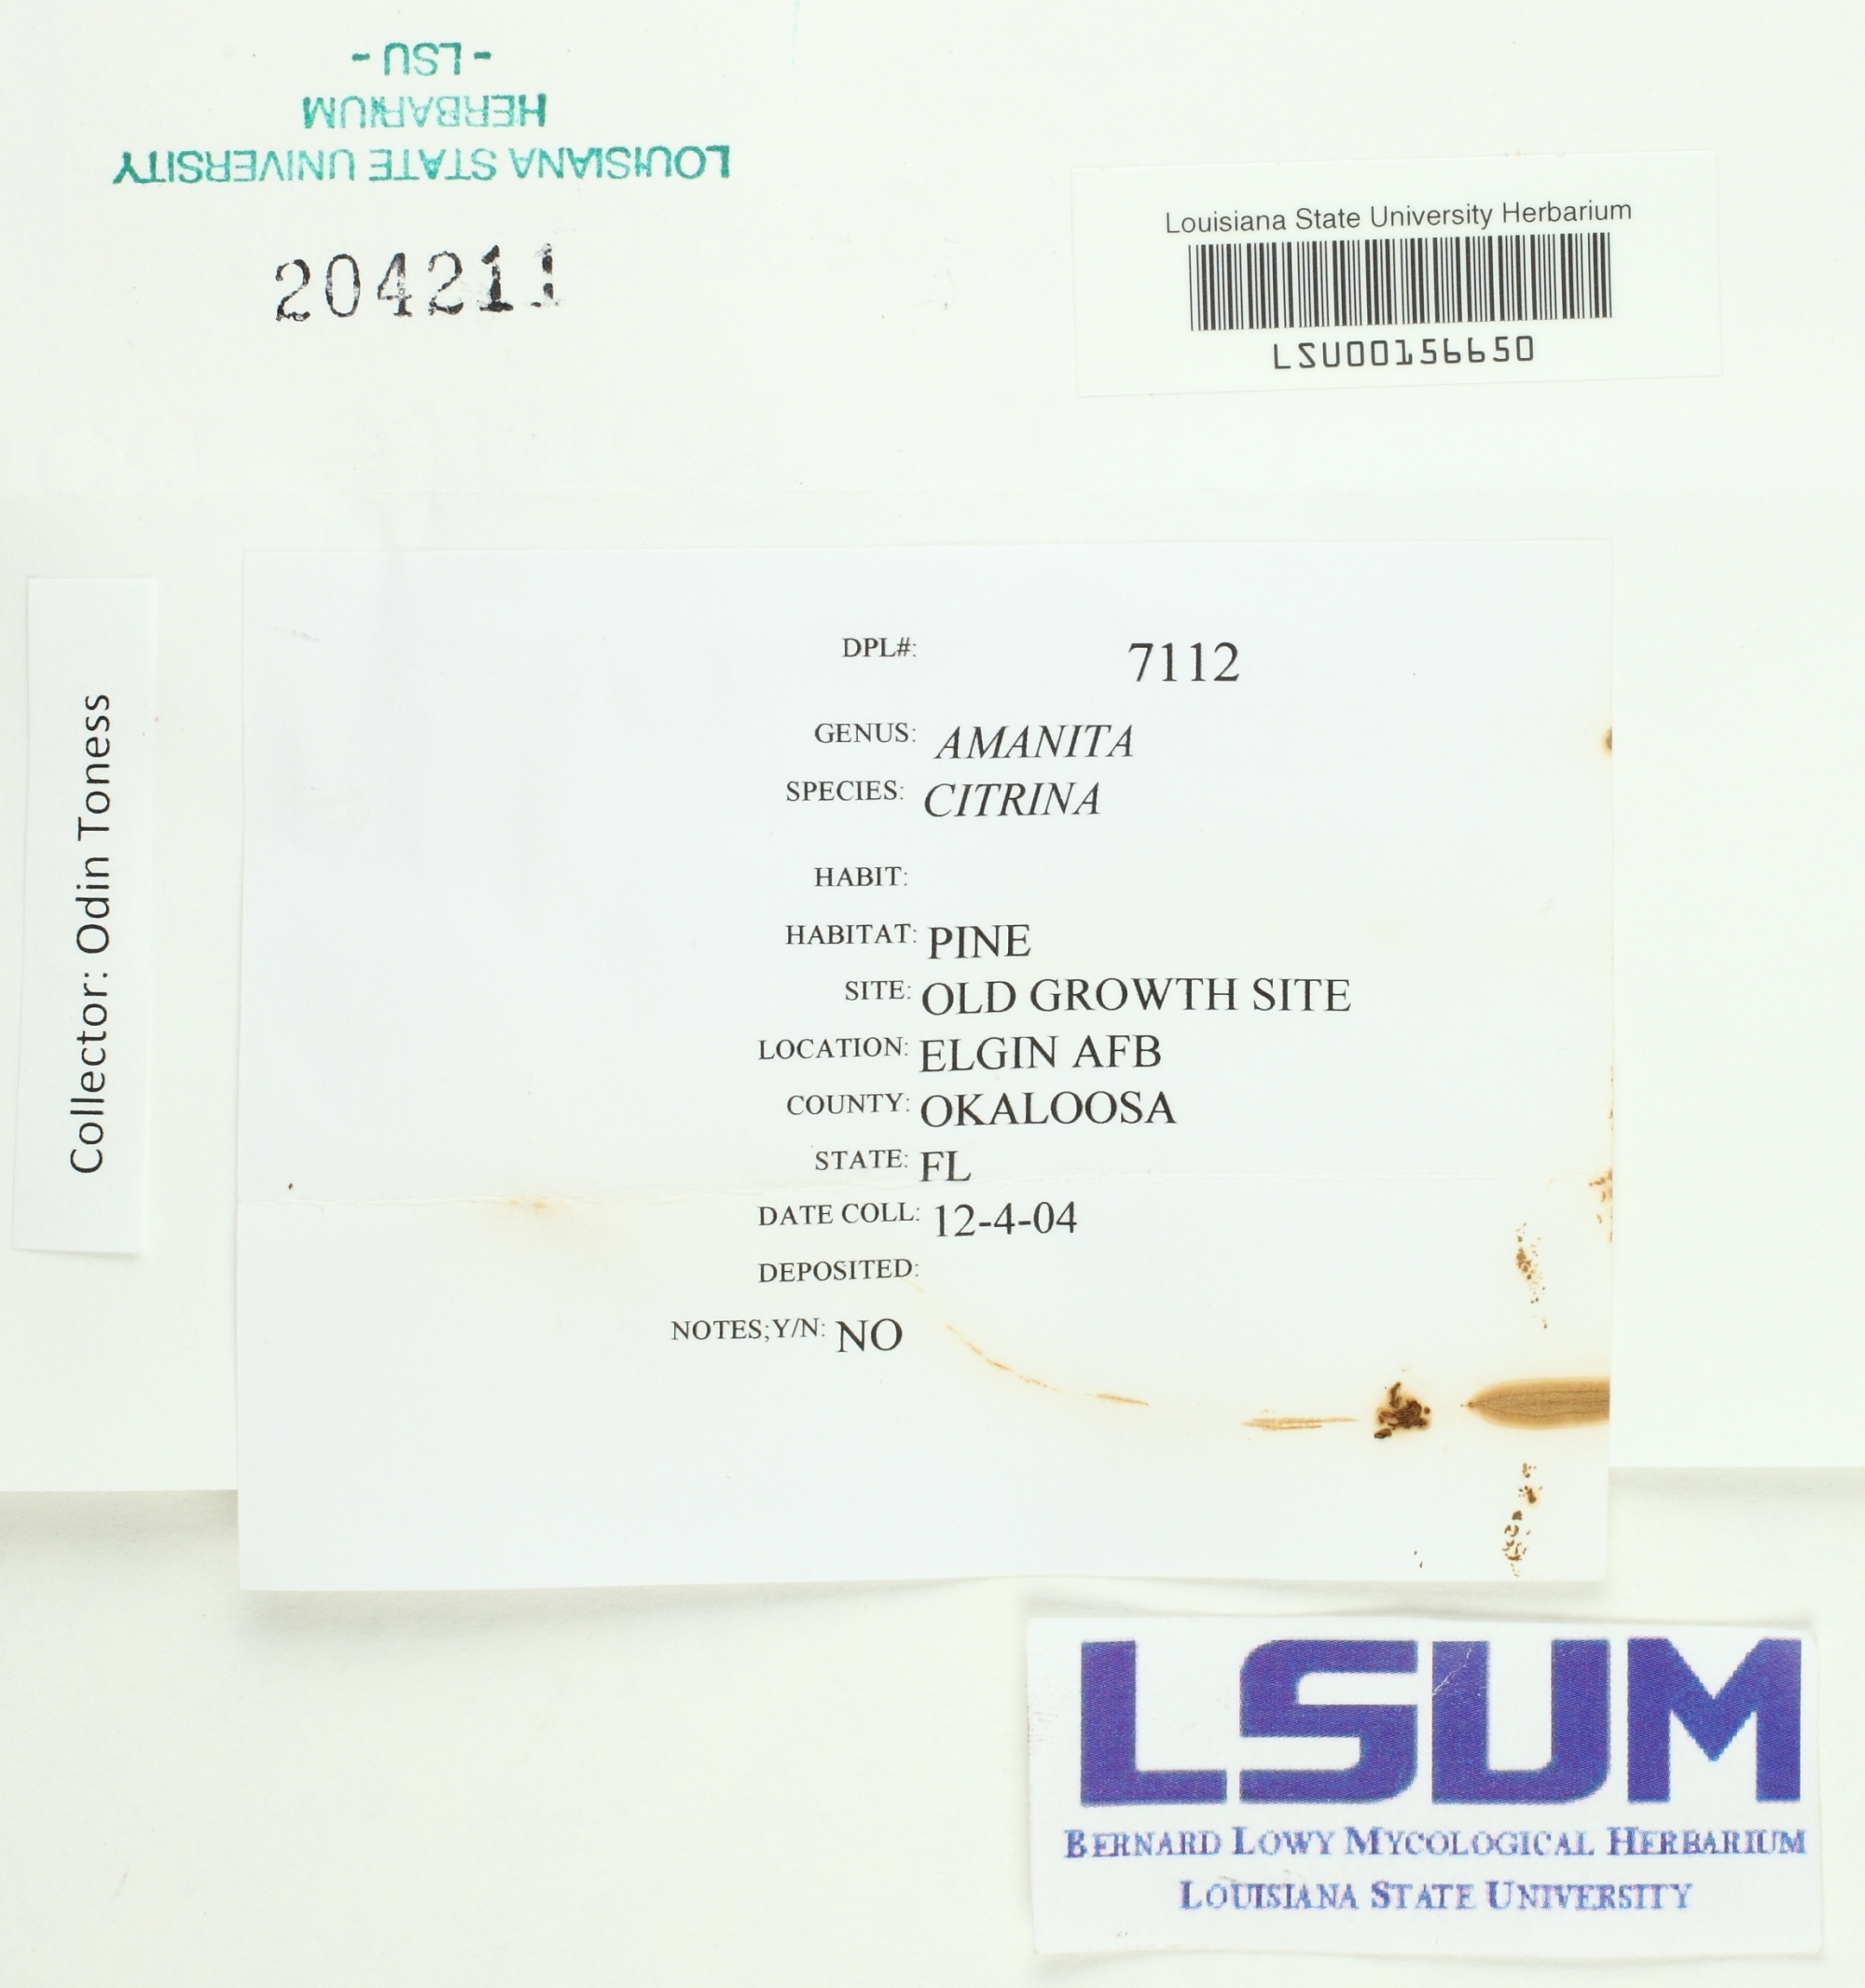 - LSU -
HERBARIUM
LOUISIANA STATE UNIVERSITY
204211
Louisiana State University Herbarium
LSU00156650
Collector: Odin Toness
DPL#: 7112
GENUS: AMANITA
SPECIES: CITRINA
HABIT:
HABITAT: PINE
SITE: OLD GROWTH SITE
LOCATION: ELGIN AFB
COUNTY: OKALOOSA
STATE: FL
DATE COLL: 12-4-04
DEPOSITED:
NOTES;Y/N: NO
LSUM
BERNARD LOWY MYCOLOGICAL HERBARIUM
LOUISIANA STATE UNIVERSITY